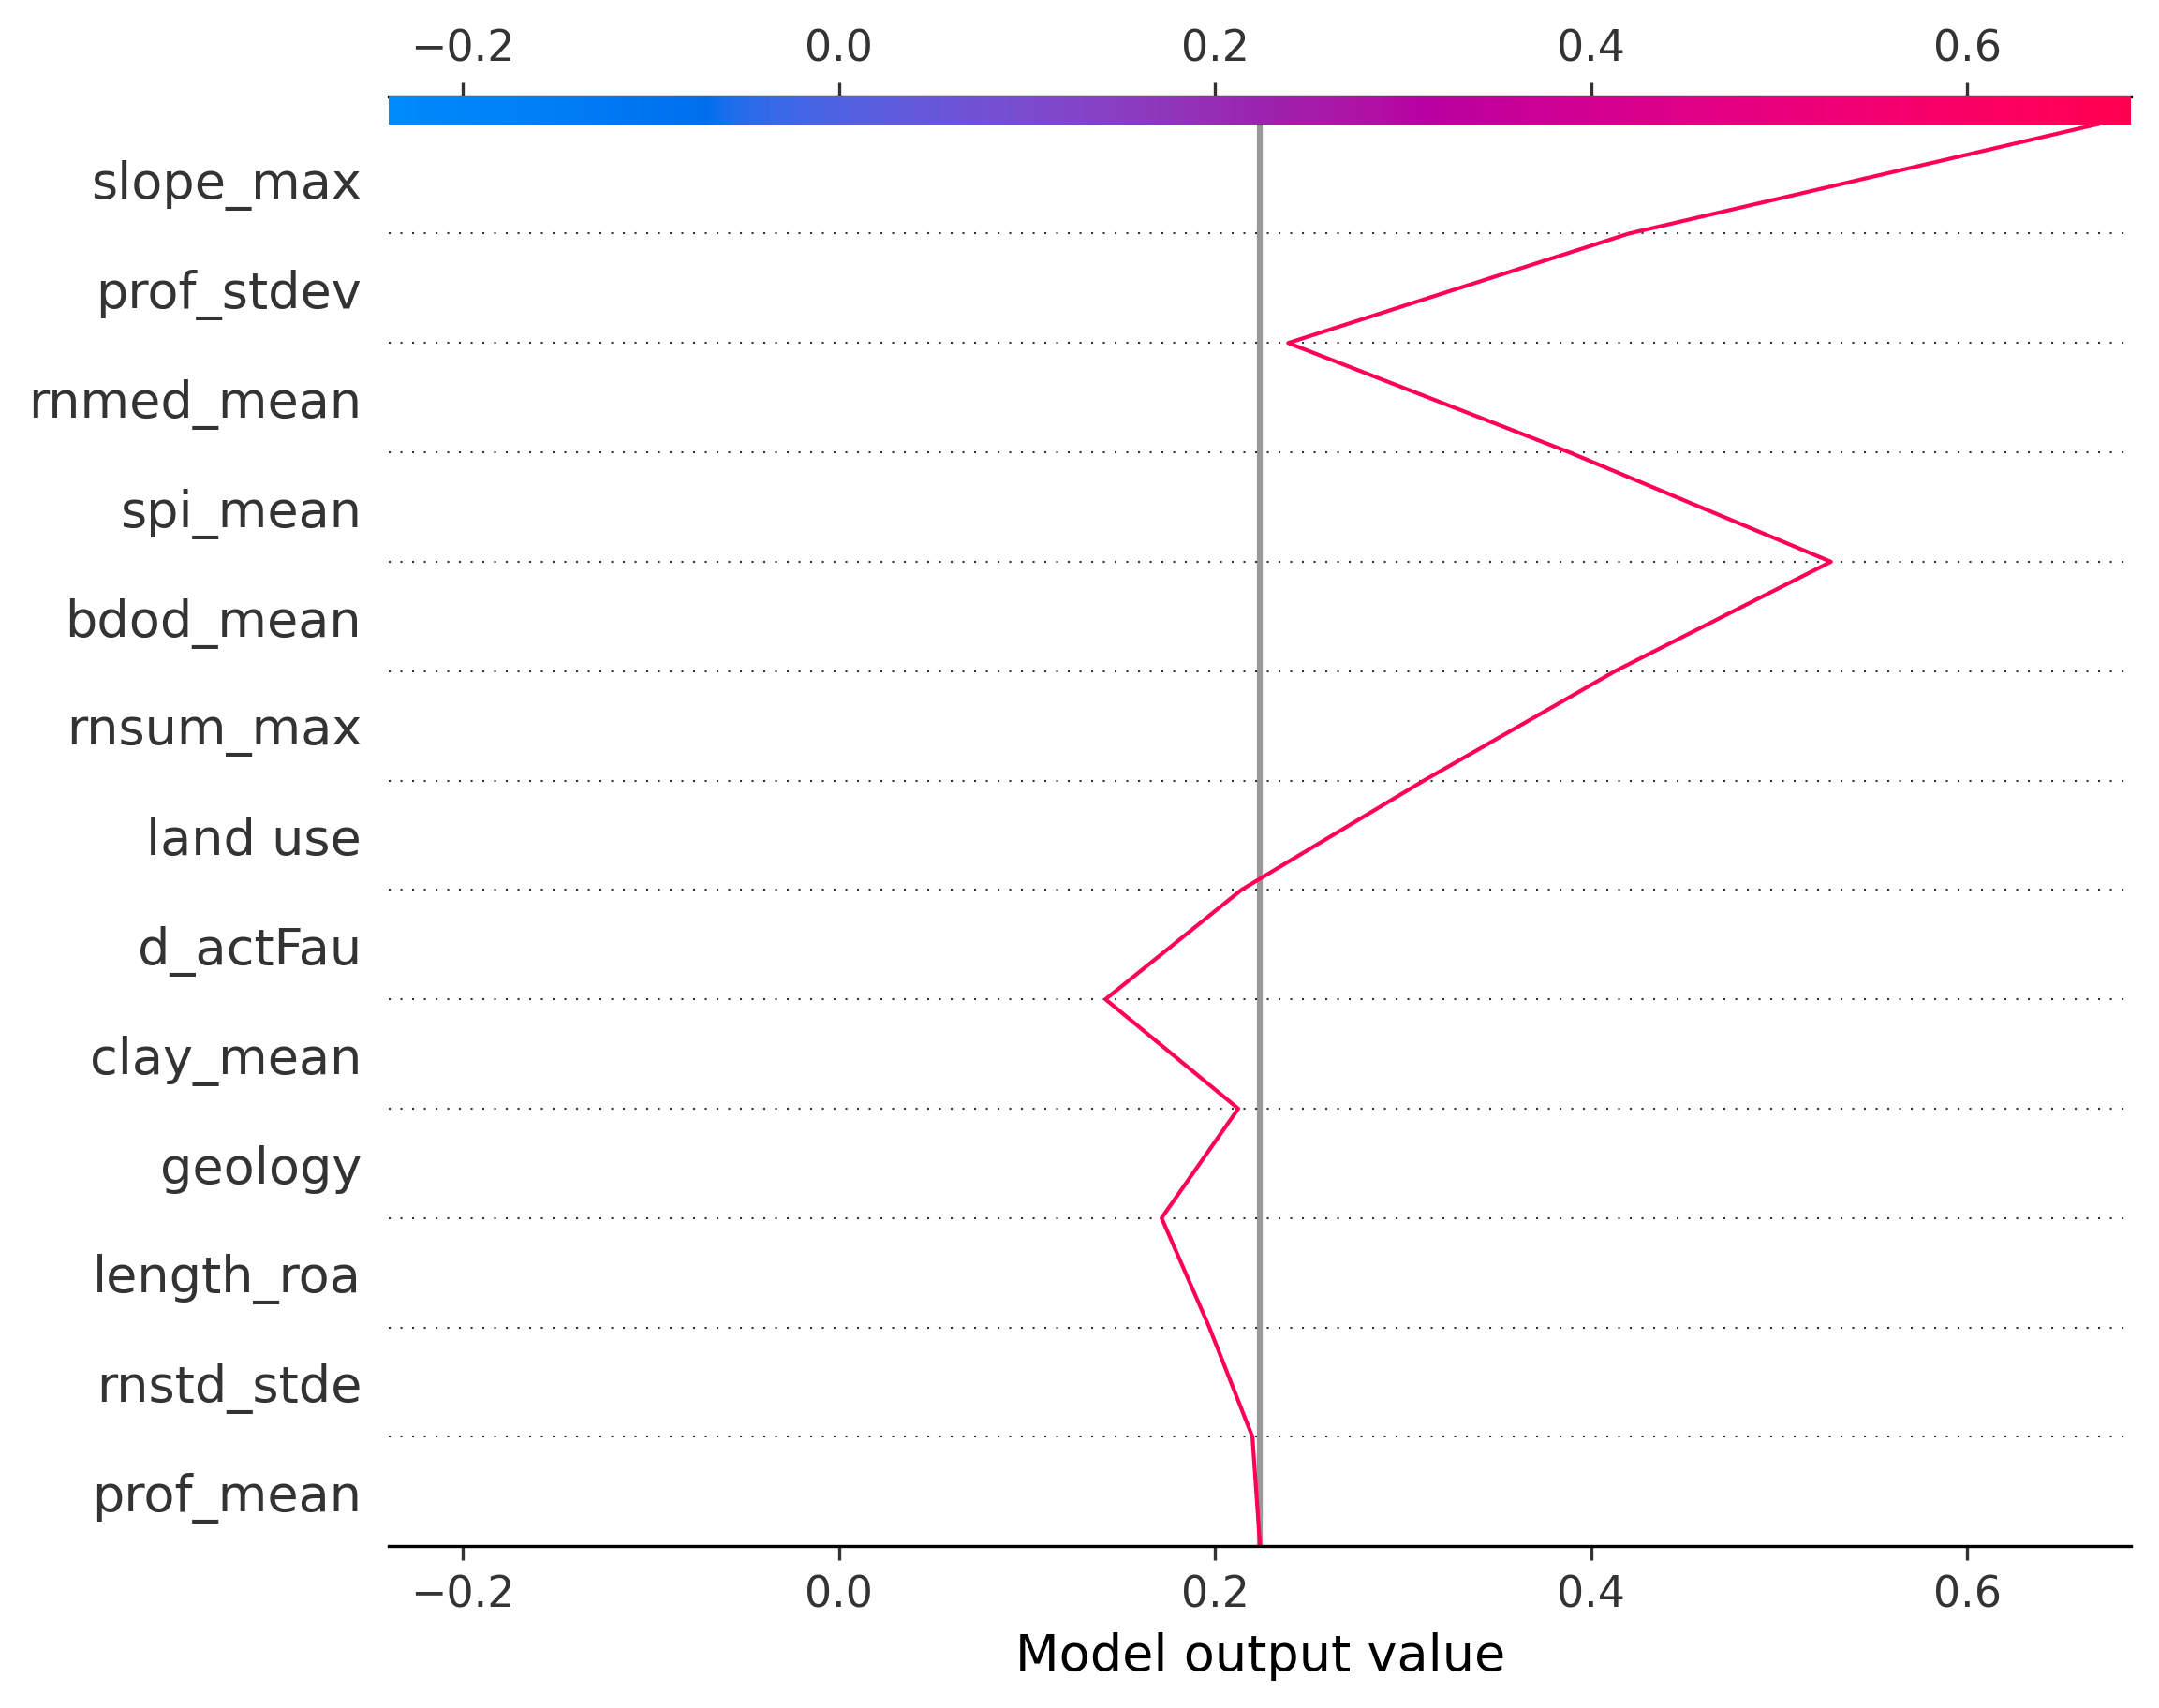 −0.2 0.0 0.2 0.4 0.6
slope_max
prof_stdev
rnmed_mean
spi_mean
bdod_mean
rnsum_max
land use
d_actFau
clay_mean
geology
length_roa
rnstd_stde
prof_mean
−0.2 0.0 0.2 0.4 0.6
Model output value